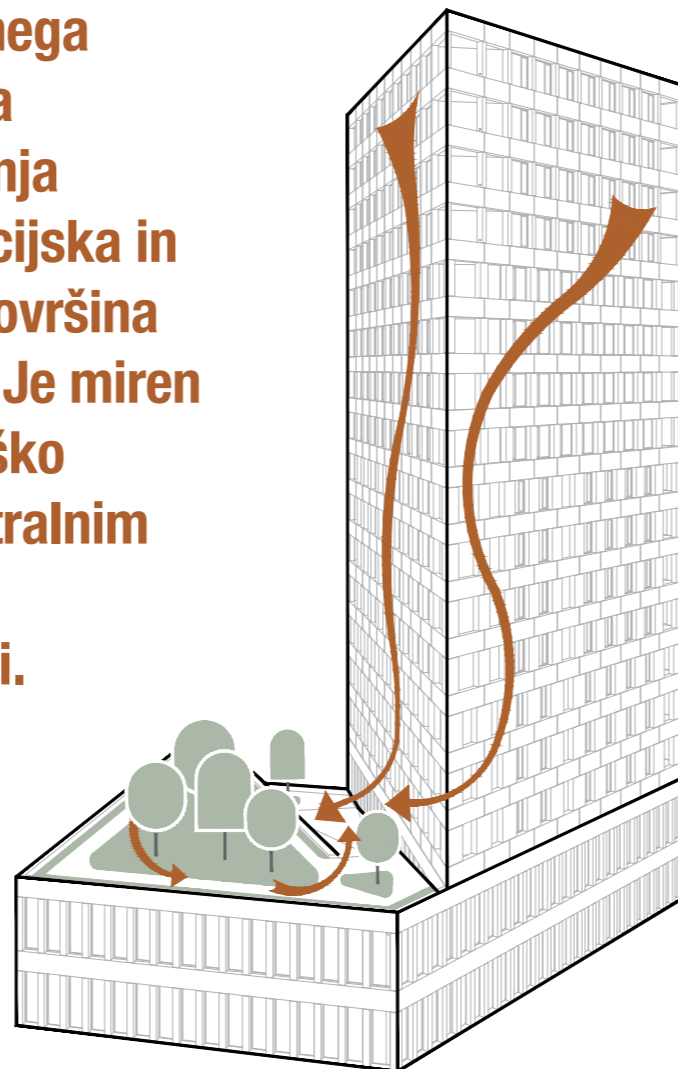 nega
a
nja
cijska in
ovršina
Je miren
ško
tralnim
i.